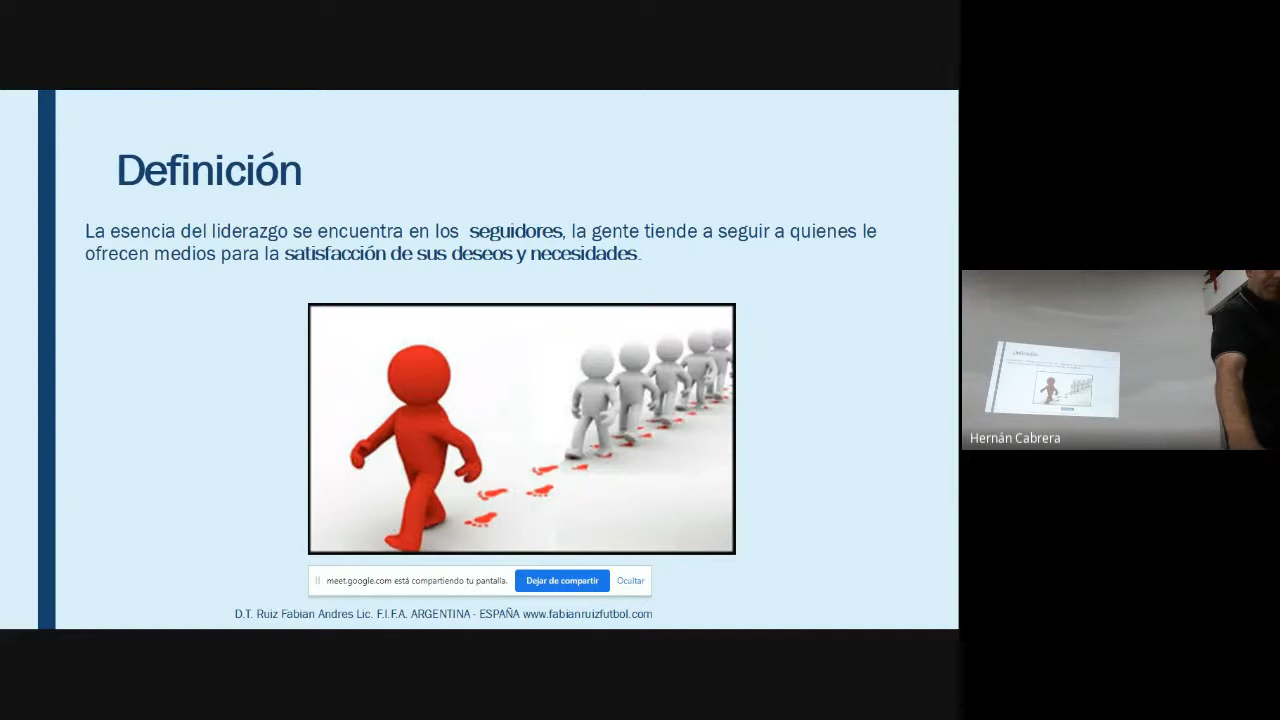 Definición
La esencia del liderazgo se encuentra en los seguidores, la gente tiende a seguir a quienes le
ofrecen medios para la satisfacción de sus deseos y necesidades.
meet.google.com está compartiendo tu pantalla.
Dejar de compartir
Ocultar
D.T. Ruiz Fabian Andres Lic. F.I.F.A. ARGENTINA - ESPAÑA www.fabianruizfutbol.com
Definición
Hernán Cabrera